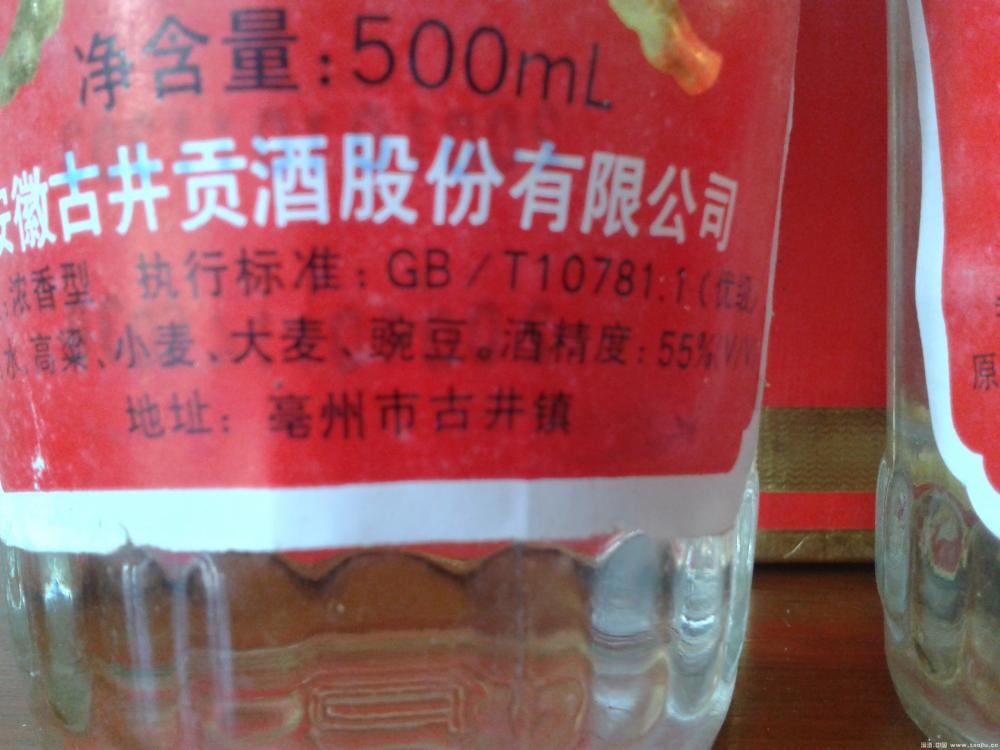 净含量:500mL
安徽古井贡酒股份有限公司
:浓香型 执行标准:GB/T10781.1(优级)
水、高粱、小麦、大麦、豌豆。酒精度:55%(V/V)
地址:亳州市古井镇
原